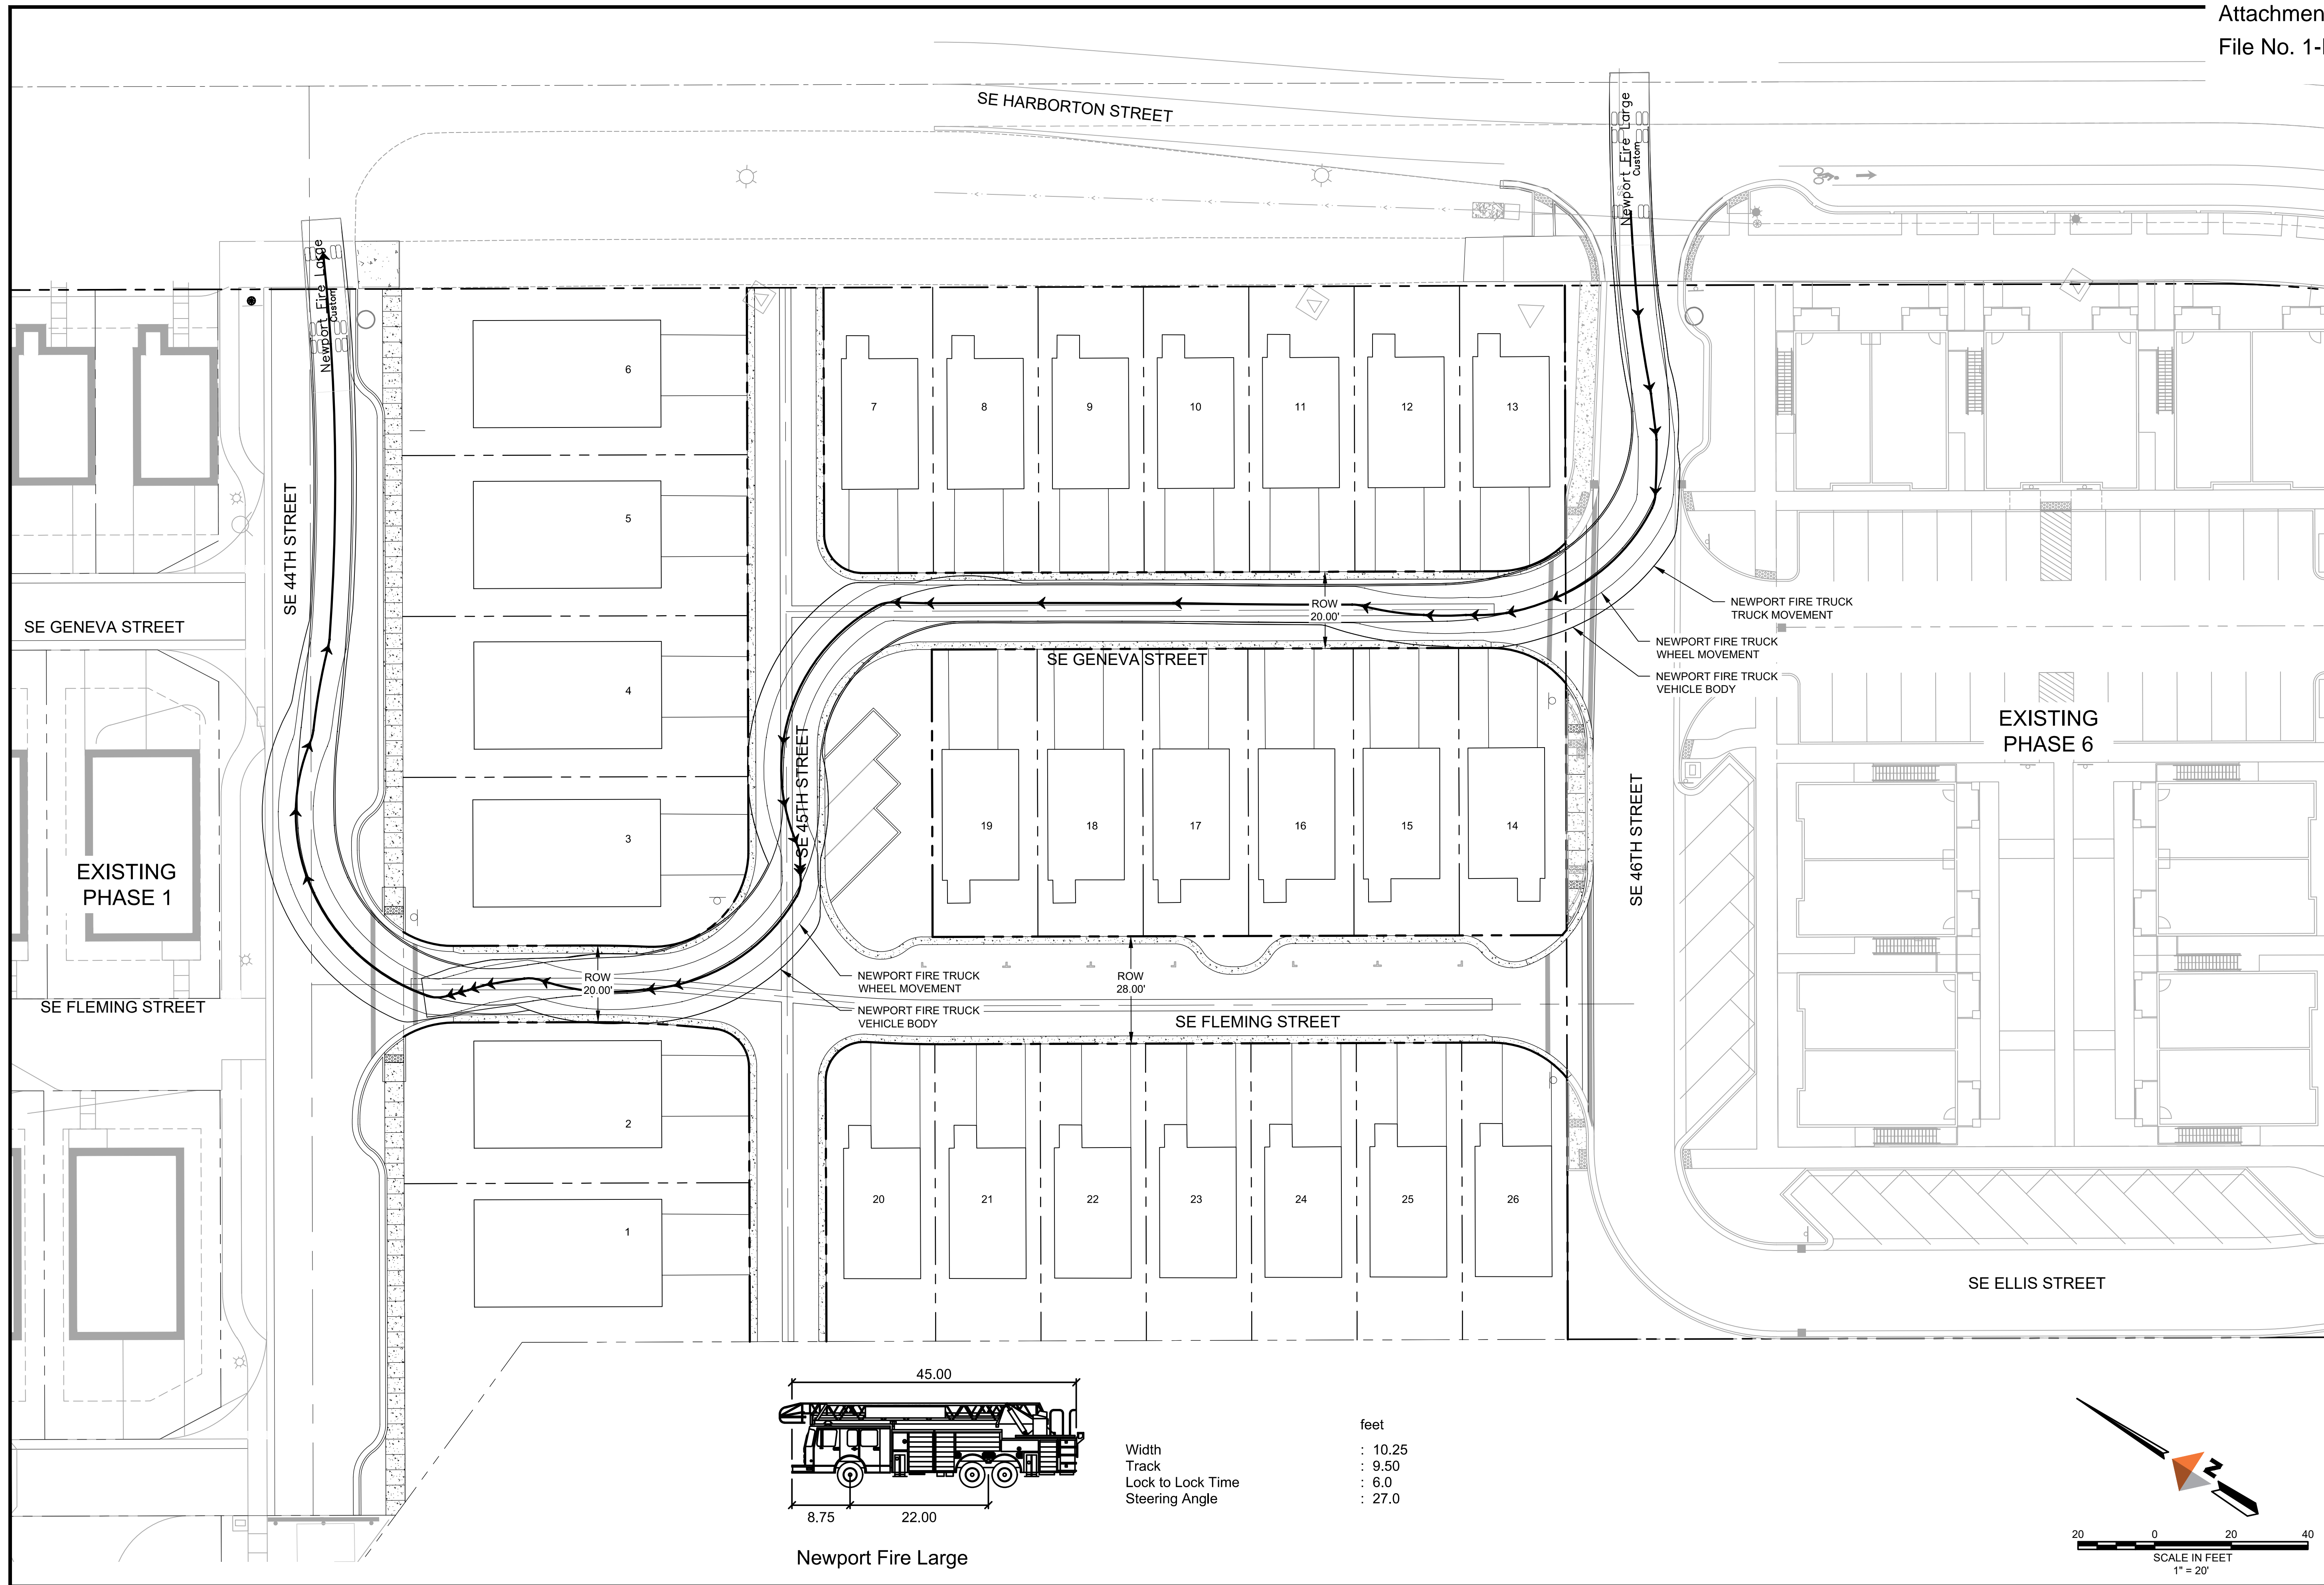 Attachmen
File No. 1-
SE HARBORTON STREET
Newport Fire Large
Custom
Newport Fire Large
Custom
SE 44TH STREET
SE GENEVA STREET
6
5
4
3
7
8
9
10
11
12
13
ROW
20.00'
SE GENEVA STREET
NEWPORT FIRE TRUCK
TRUCK MOVEMENT
NEWPORT FIRE TRUCK
WHEEL MOVEMENT
NEWPORT FIRE TRUCK
VEHICLE BODY
EXISTING
PHASE 6
SE 45TH STREET
19
18
17
16
15
14
SE 46TH STREET
EXISTING
PHASE 1
SE FLEMING STREET
ROW
20.00'
NEWPORT FIRE TRUCK
WHEEL MOVEMENT
NEWPORT FIRE TRUCK
VEHICLE BODY
ROW
28.00'
SE FLEMING STREET
2
1
20
21
22
23
24
25
26
SE ELLIS STREET
45.00
8.75
22.00
Newport Fire Large
feet
Width : 10.25
Track : 9.50
Lock to Lock Time : 6.0
Steering Angle : 27.0
N
20 0 20 40
SCALE IN FEET
1" = 20'